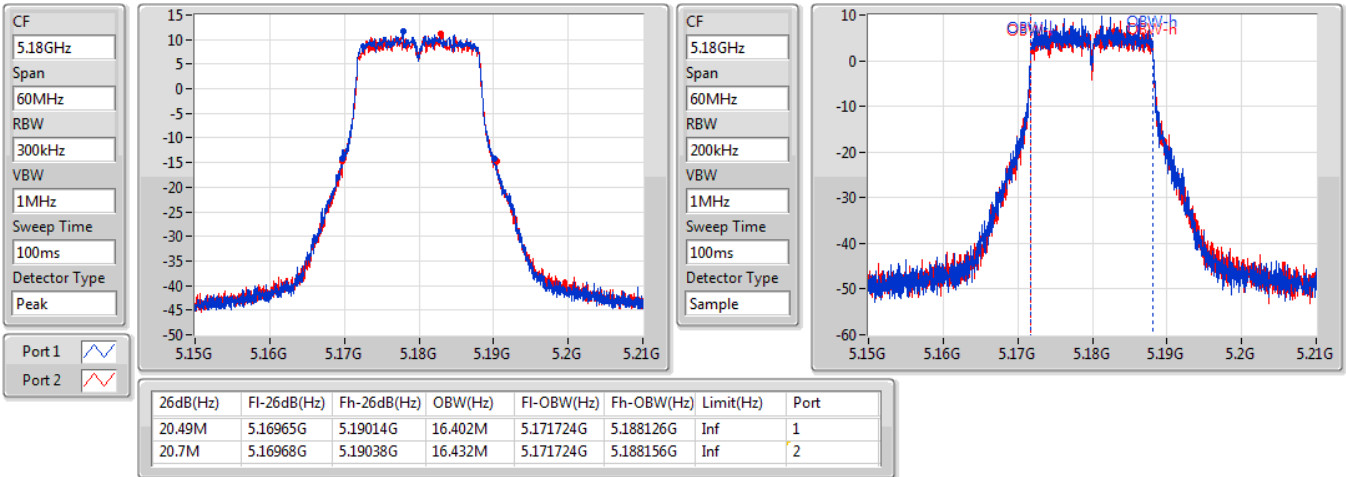 CF
5.18GHz
Span
60MHz
RBW
300kHz
VBW
1MHz
Sweep Time
100ms
Detector Type
Peak
Port 1
Port 2
15
10
5
0
-5
-10
-15
-20
-25
-30
-35
-40
-45
-50
5.15G 5.16G 5.17G 5.18G 5.19G 5.2G 5.21G
CF
5.18GHz
Span
60MHz
RBW
200kHz
VBW
1MHz
Sweep Time
100ms
Detector Type
Sample
10
0
-10
-20
-30
-40
-50
-60
OBW-h
OBW-h
5.15G 5.16G 5.17G 5.18G 5.19G 5.2G 5.21G
26dB(Hz) Fl-26dB(Hz) Fh-26dB(Hz) OBW(Hz) Fl-OBW(Hz) Fh-OBW(Hz) Limit(Hz) Port
20.49M 5.16965G 5.19014G 16.402M 5.171724G 5.188126G Inf 1
20.7M 5.16968G 5.19038G 16.432M 5.171724G 5.188156G Inf 2